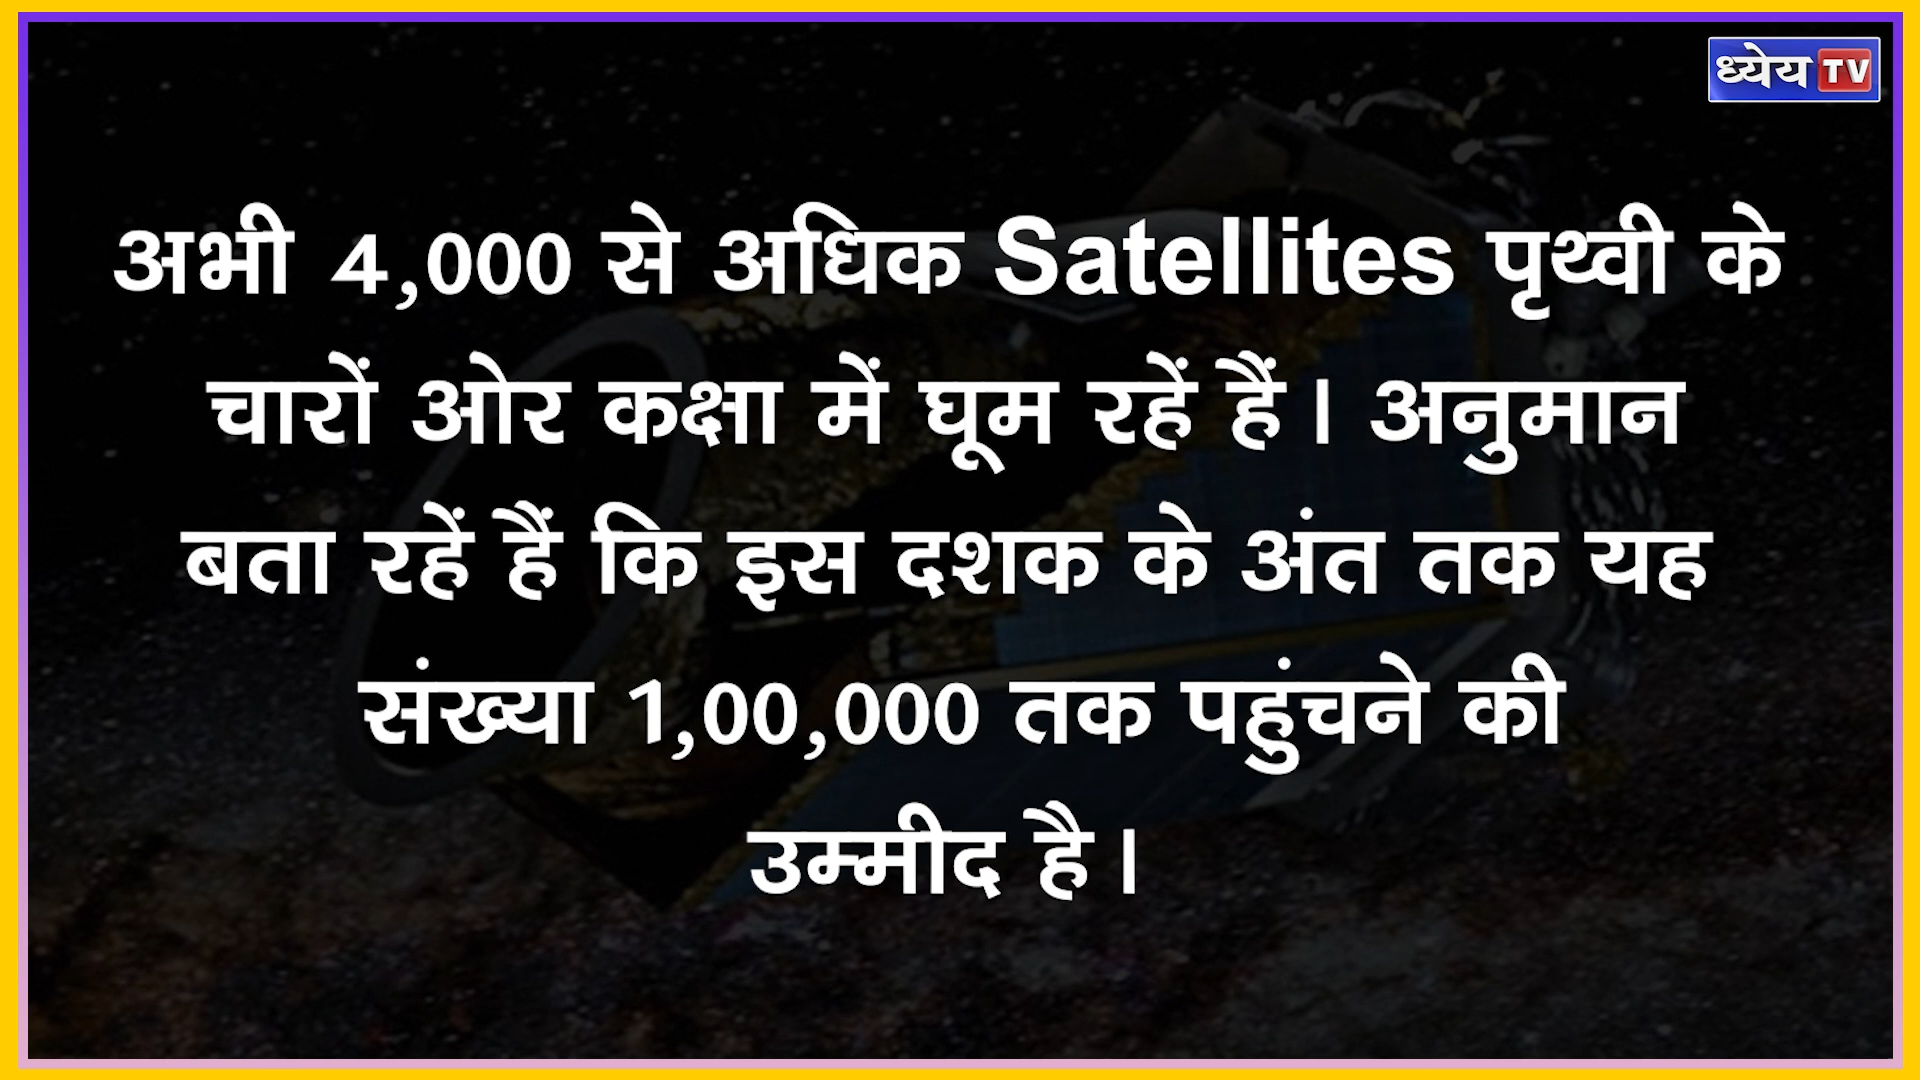 ध्येय TV
अभी 4,000 से अधिक Satellites पृथ्वी के
चारों ओर कक्षा में घूम रहें हैं। अनुमान
बता रहें हैं कि इस दशक के अंत तक यह
संख्या 1,00,000 तक पहुंचने की
उम्मीद है।